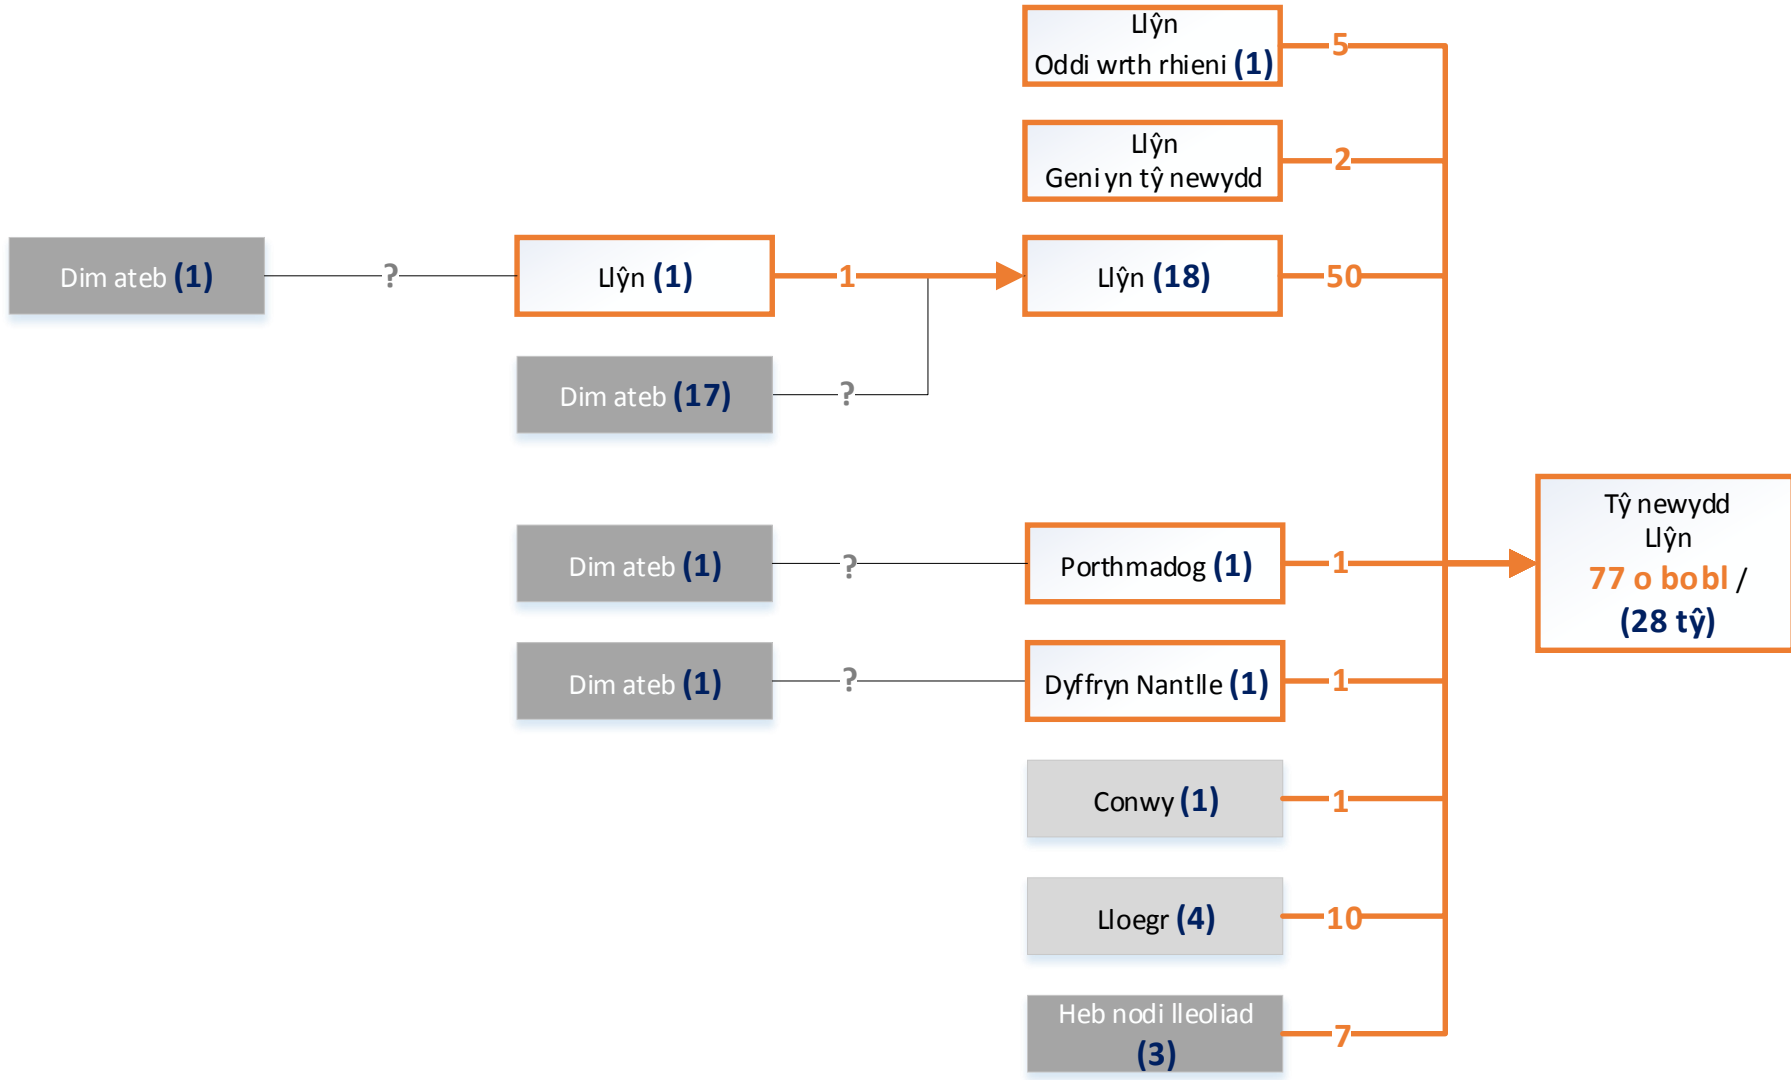 Llŷn
Oddi wrth rhieni (1)
5
Llŷn
Geni yn tŷ newydd
2
Dim ateb (1)
?
Llŷn (1)
1
Llŷn (18)
50
Dim ateb (17)
?
Dim ateb (1)
?
Porthmadog (1)
1
Tŷ newydd
Llŷn
77 o bobl /
(28 tŷ)
Dim ateb (1)
?
Dyffryn Nantlle (1)
1
Conwy (1)
1
Lloegr (4)
10
Heb nodi lleoliad
(3)
7